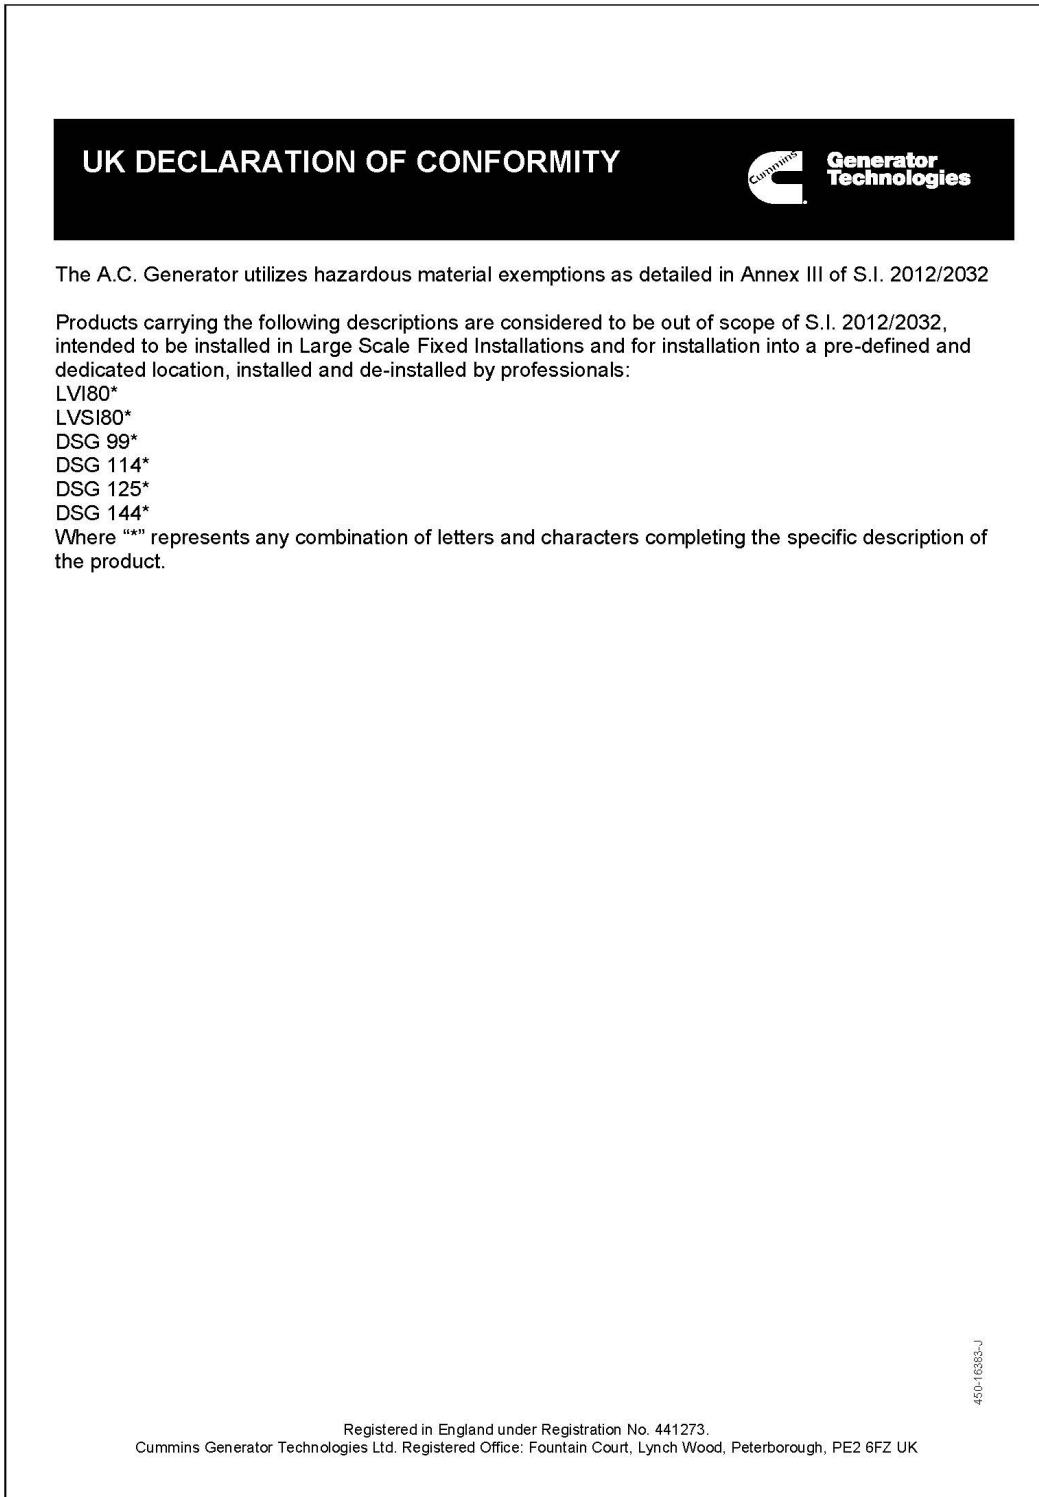 UK DECLARATION OF CONFORMITY
Cummins
Generator
Technologies
The A.C. Generator utilizes hazardous material exemptions as detailed in Annex III of S.I. 2012/2032
Products carrying the following descriptions are considered to be out of scope of S.I. 2012/2032,
intended to be installed in Large Scale Fixed Installations and for installation into a pre-defined and
dedicated location, installed and de-installed by professionals:
LVI80*
LVSI80*
DSG 99*
DSG 114*
DSG 125*
DSG 144*
Where “*” represents any combination of letters and characters completing the specific description of
the product.
450-16383-J
Registered in England under Registration No. 441273.
Cummins Generator Technologies Ltd. Registered Office: Fountain Court, Lynch Wood, Peterborough, PE2 6FZ UK